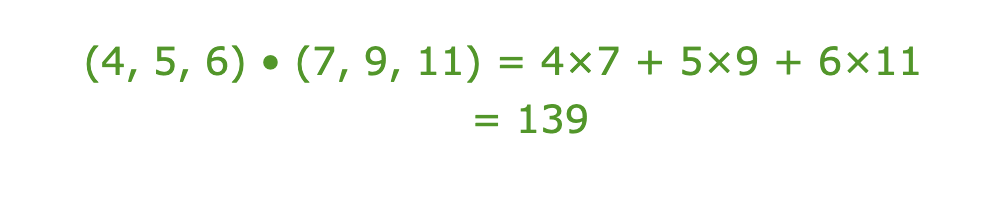 (4, 5, 6) • (7, 9, 11) = 4×7 + 5×9 + 6×11
= 139